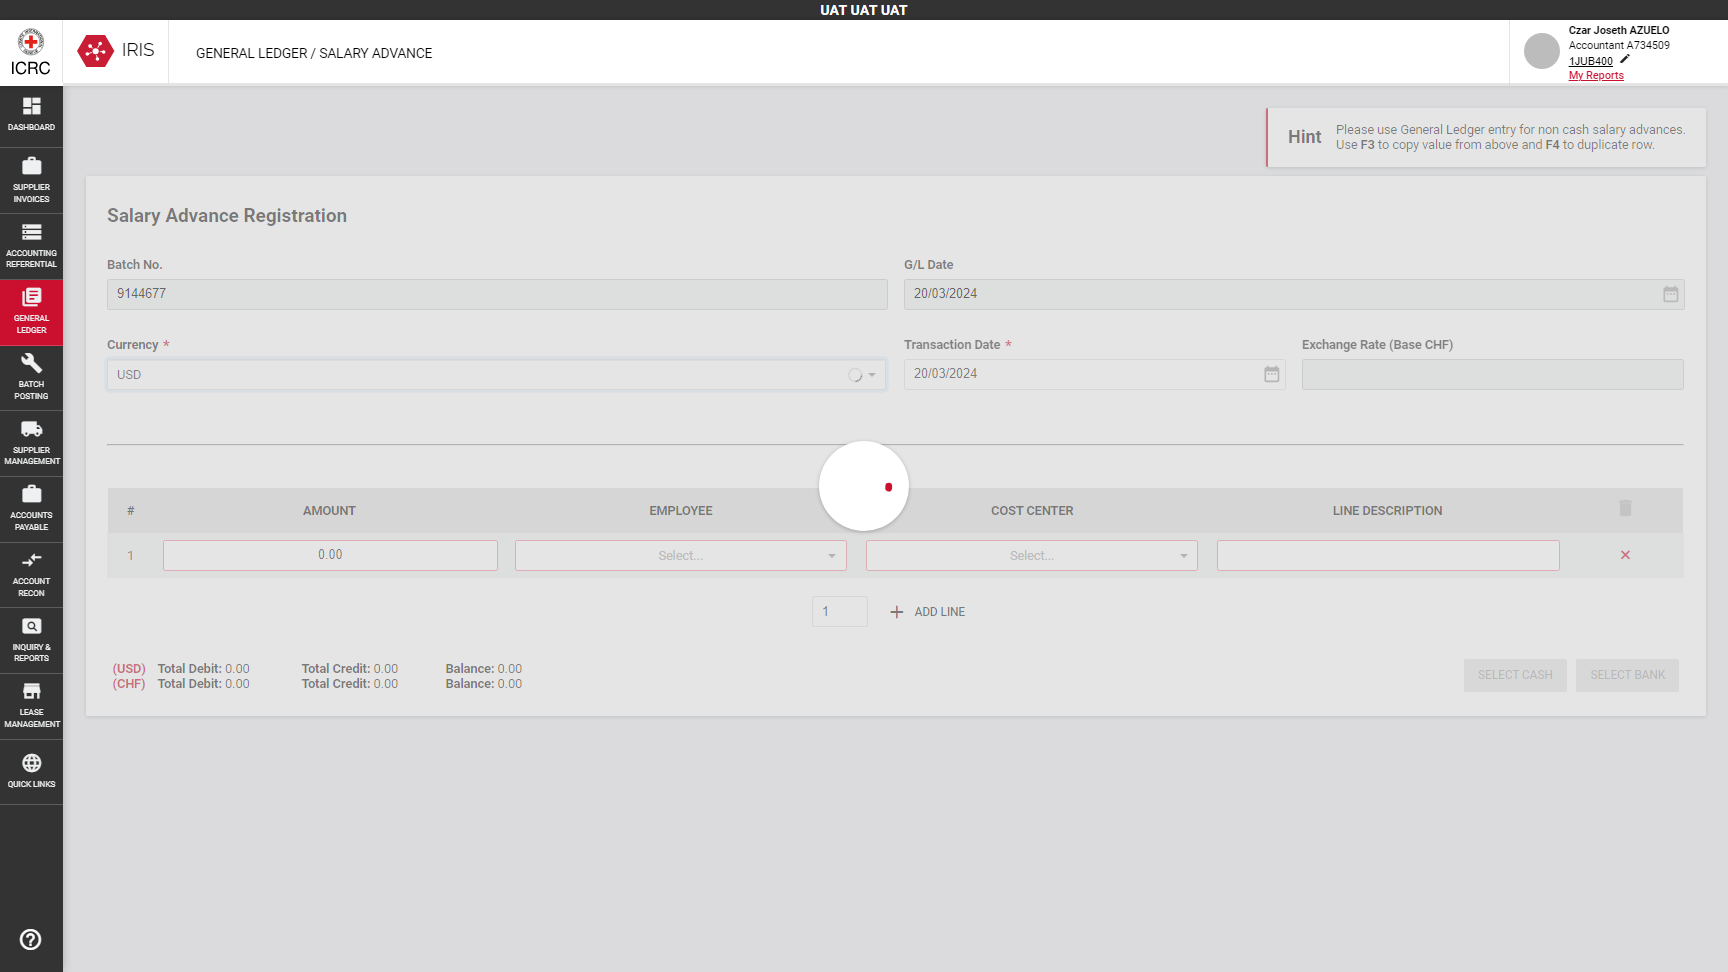 UAT UAT UAT
ICRC
IRIS
GENERAL LEDGER / SALARY ADVANCE
Czar Joseth AZUELO
Accountant A734509
1JUB400
My Reports
DASHBOARD
SUPPLIER
INVOICES
ACCOUNTING
REFERENTIAL
GENERAL
LEDGER
BATCH
POSTING
SUPPLIER
MANAGEMENT
ACCOUNTS
PAYABLE
ACCOUNT
RECON
INQUIRY &
REPORTS
LEASE
MANAGEMENT
QUICK LINKS
Hint
Please use General Ledger entry for non cash salary advances.
Use F3 to copy value from above and F4 to duplicate row.
Salary Advance Registration
Batch No.
9144677
G/L Date
20/03/2024
Currency *
USD
Transaction Date *
20/03/2024
Exchange Rate (Base CHF)
# AMOUNT EMPLOYEE COST CENTER LINE DESCRIPTION
1 0.00 Select... Select... ×
1 + ADD LINE
(USD) Total Debit: 0.00 Total Credit: 0.00 Balance: 0.00
(CHF) Total Debit: 0.00 Total Credit: 0.00 Balance: 0.00
SELECT CASH SELECT BANK